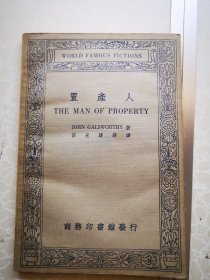 WORLD FAMOUS FICTIONS
置產人
THE MAN OF PROPERTY
JOHN GALSWORTHY 著
譯
商務印書館發行